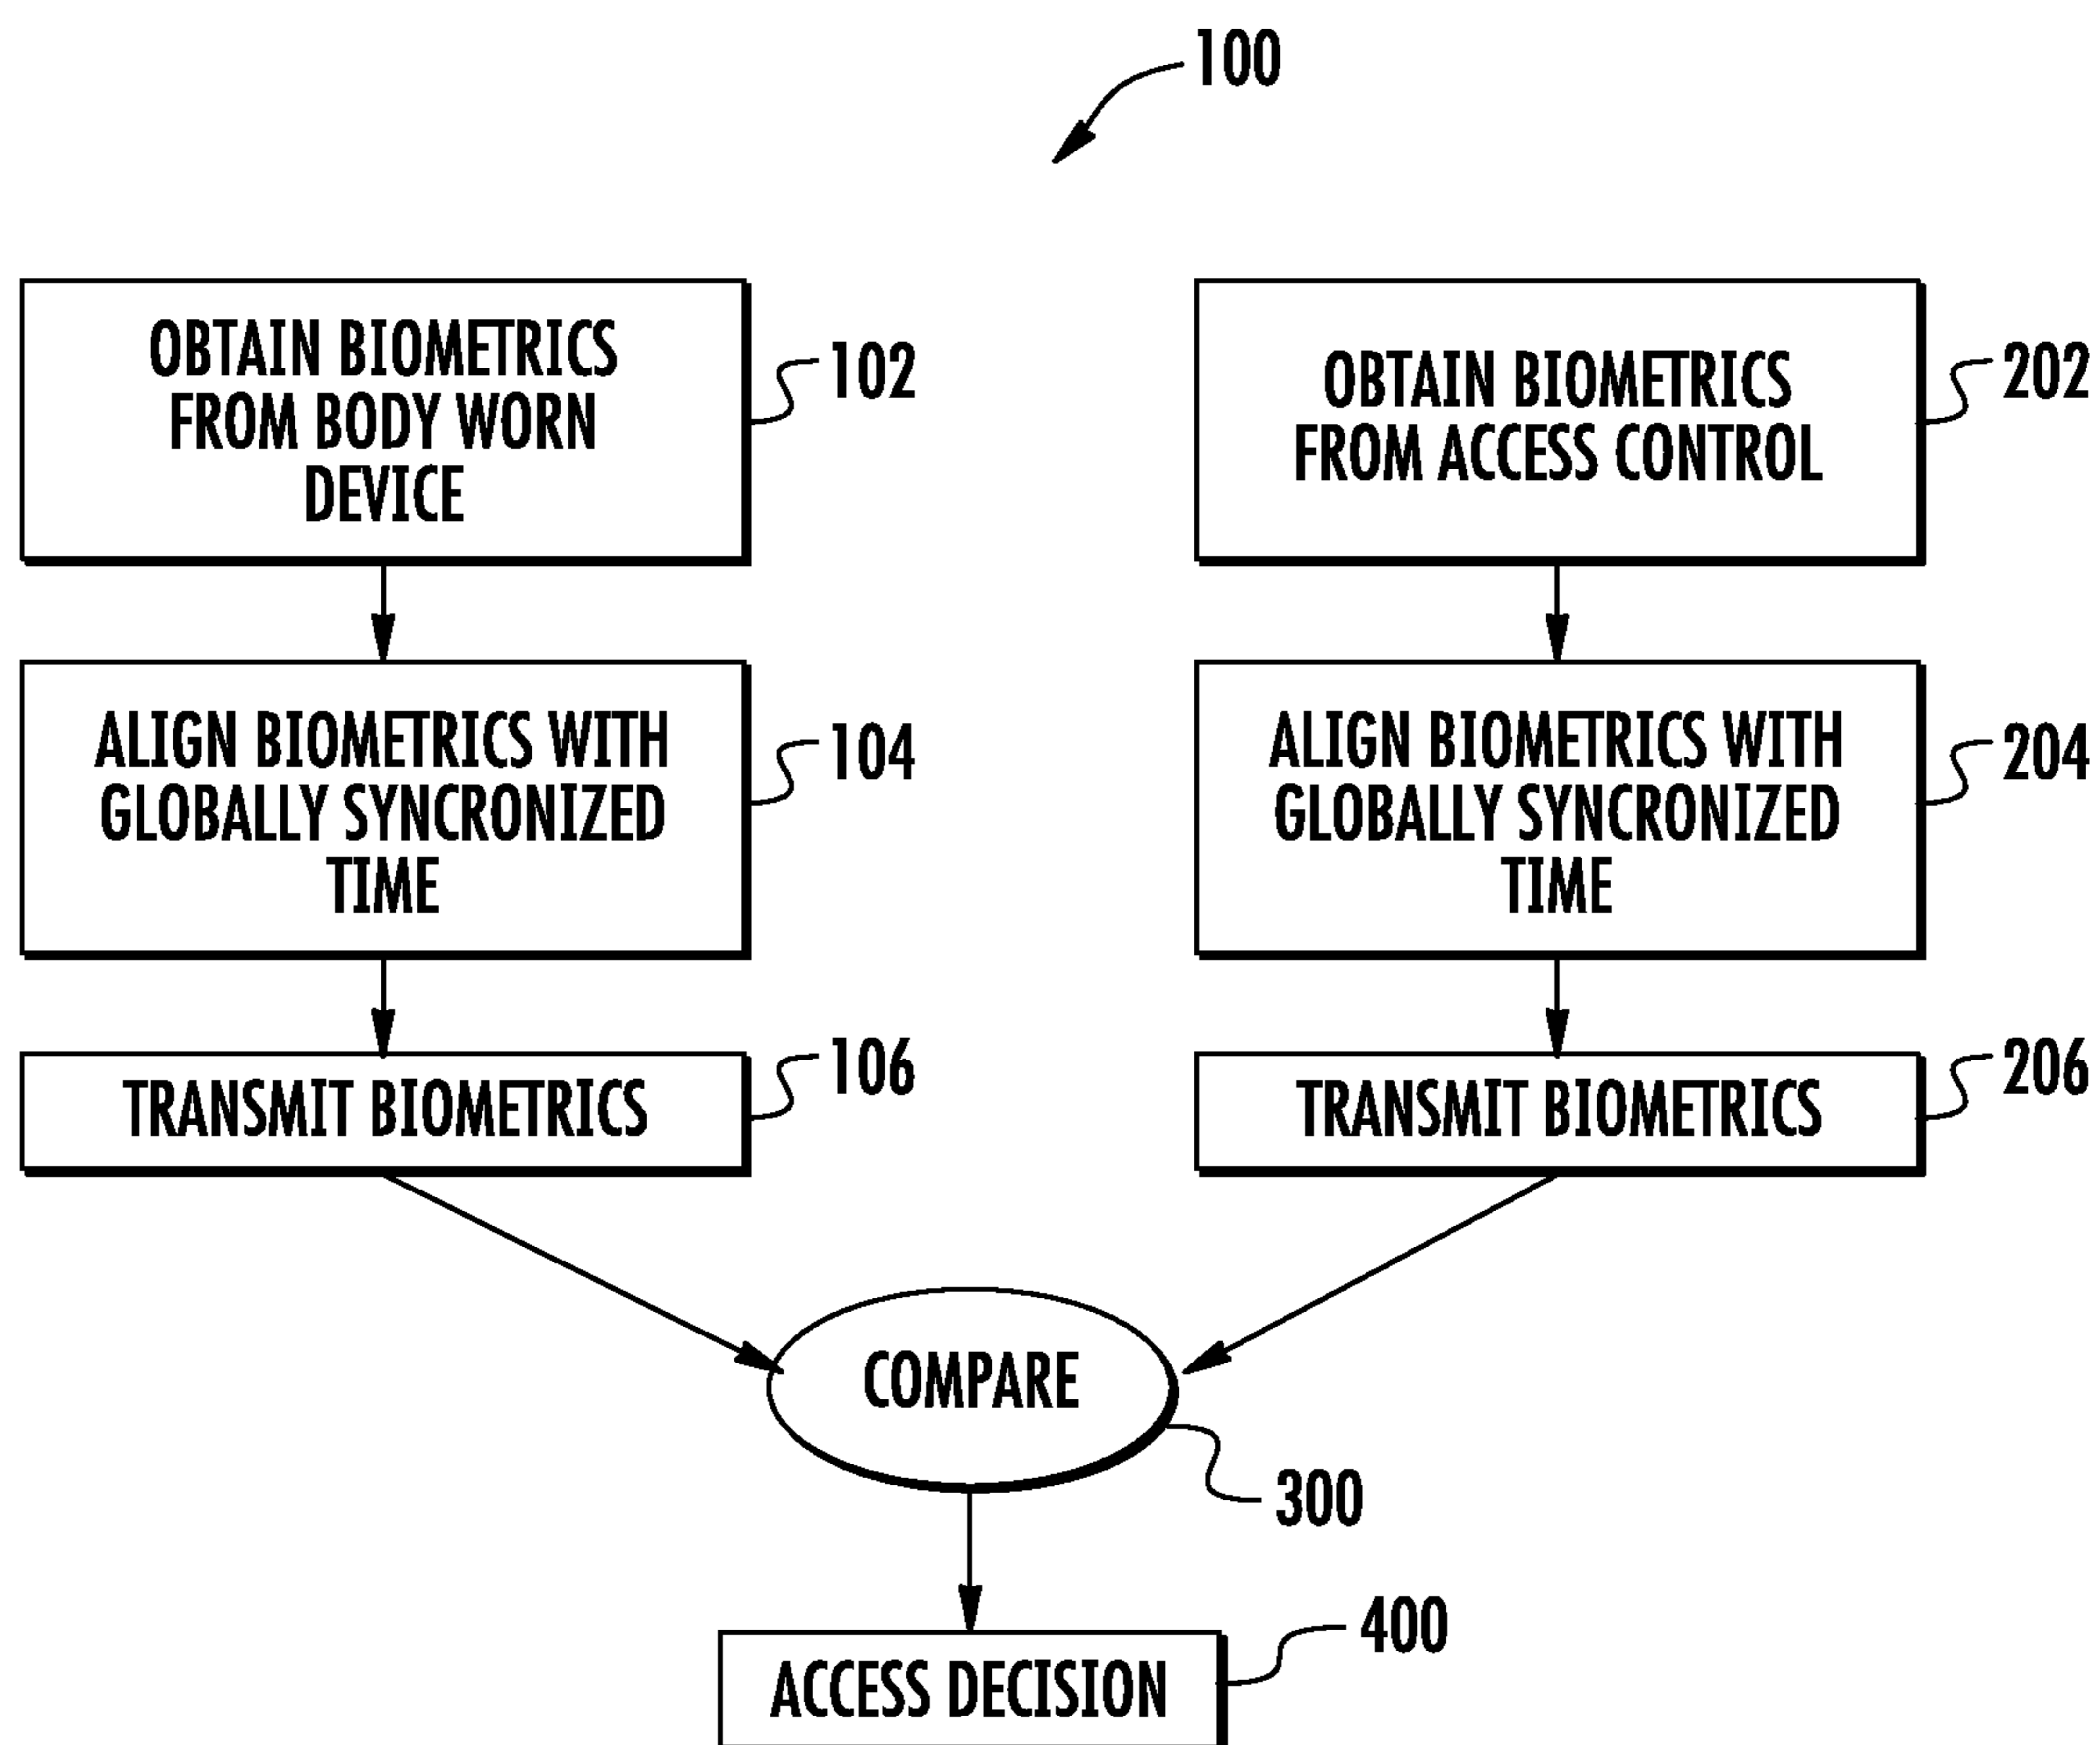 100
OBTAIN BIOMETRICS
FROM BODY WORN
DEVICE
102
OBTAIN BIOMETRICS
FROM ACCESS CONTROL
202
ALIGN BIOMETRICS WITH
GLOBALLY SYNCRONIZED
TIME
104
ALIGN BIOMETRICS WITH
GLOBALLY SYNCRONIZED
TIME
204
TRANSMIT BIOMETRICS
106
TRANSMIT BIOMETRICS
206
COMPARE
300
ACCESS DECISION
400